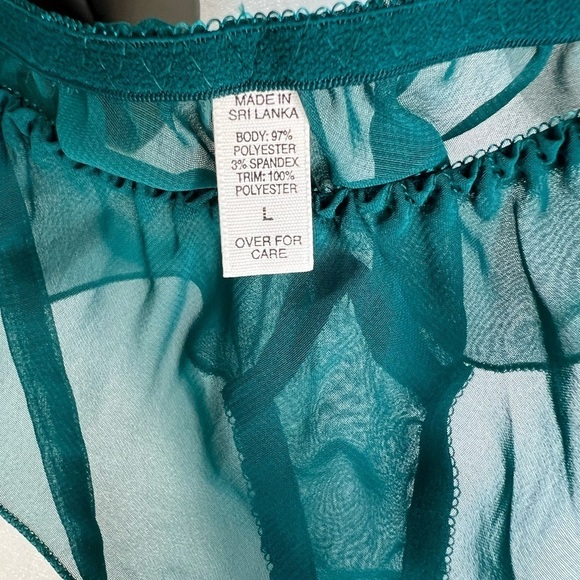 MADE IN
SRI LANKA
BODY: 97%
POLYESTER
3% SPANDEX
TRIM: 100%
POLYESTER
L
OVER FOR
CARE